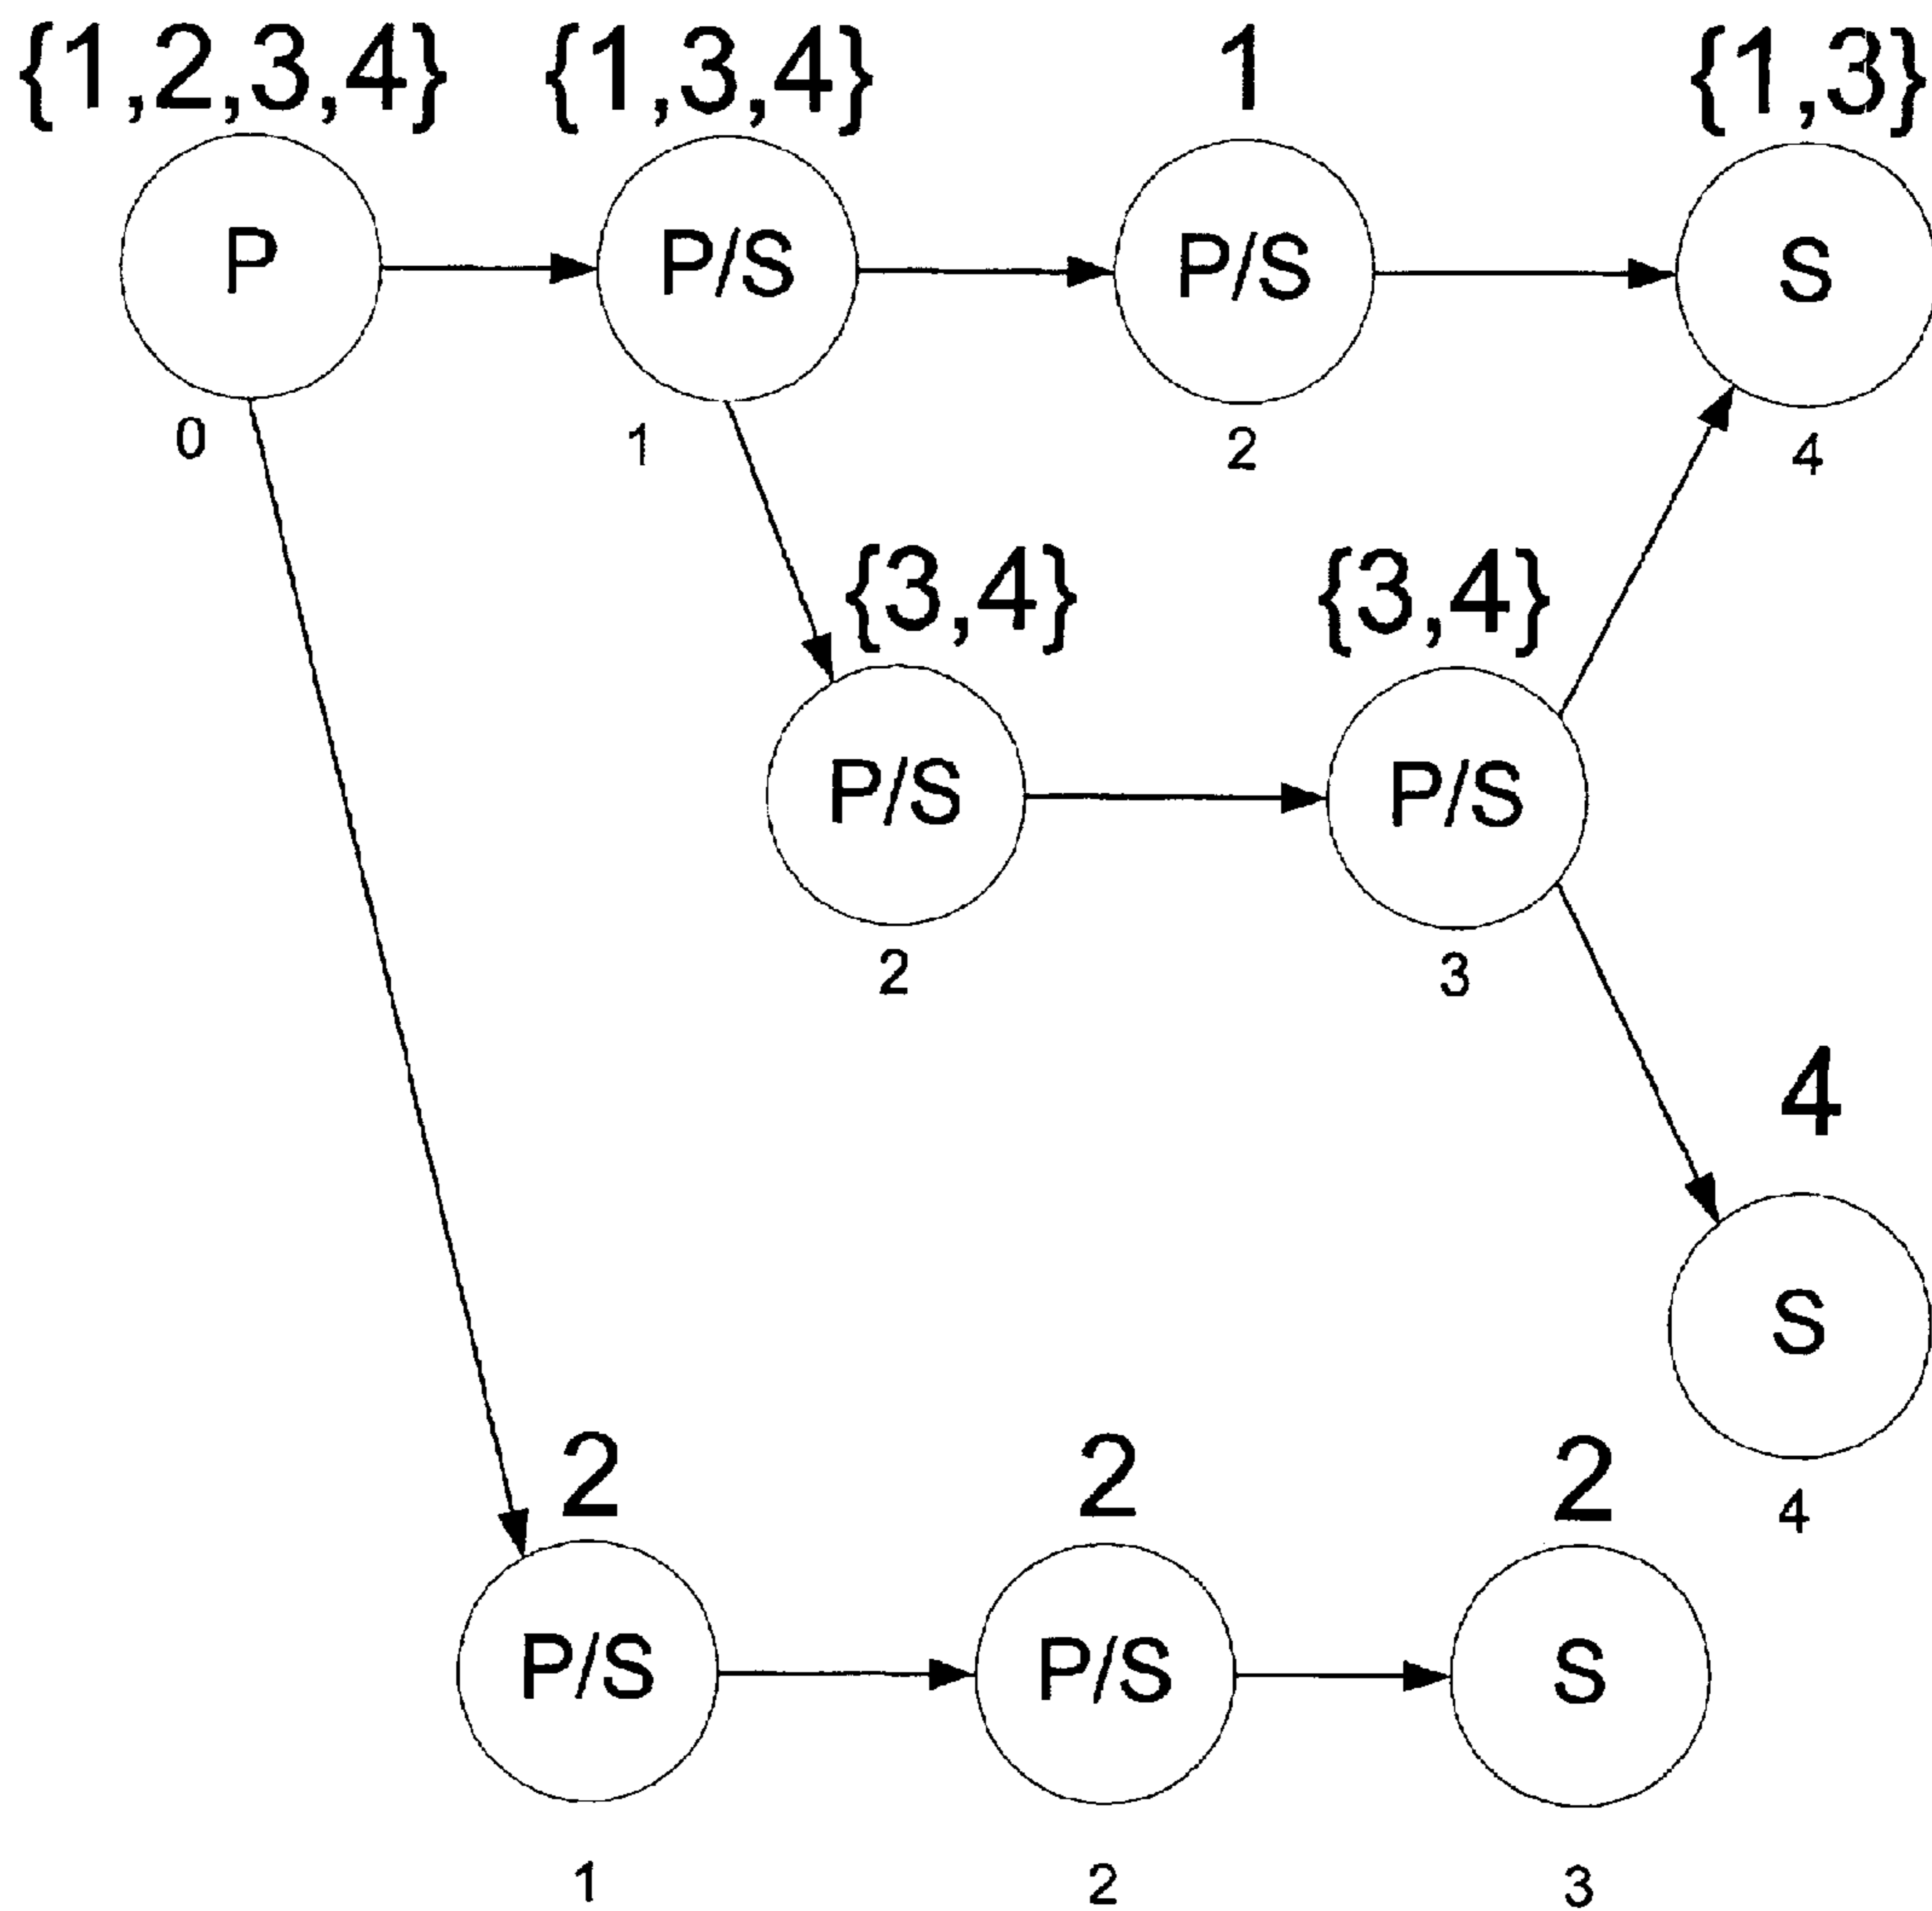 {1,2,3,4} {1,3,4} 1 {1,3}
P P/S P/S S
0 1 2 4
{3,4} {3,4}
P/S P/S
2 3
4
S
4
2 2 2
P/S P/S S
1 2 3